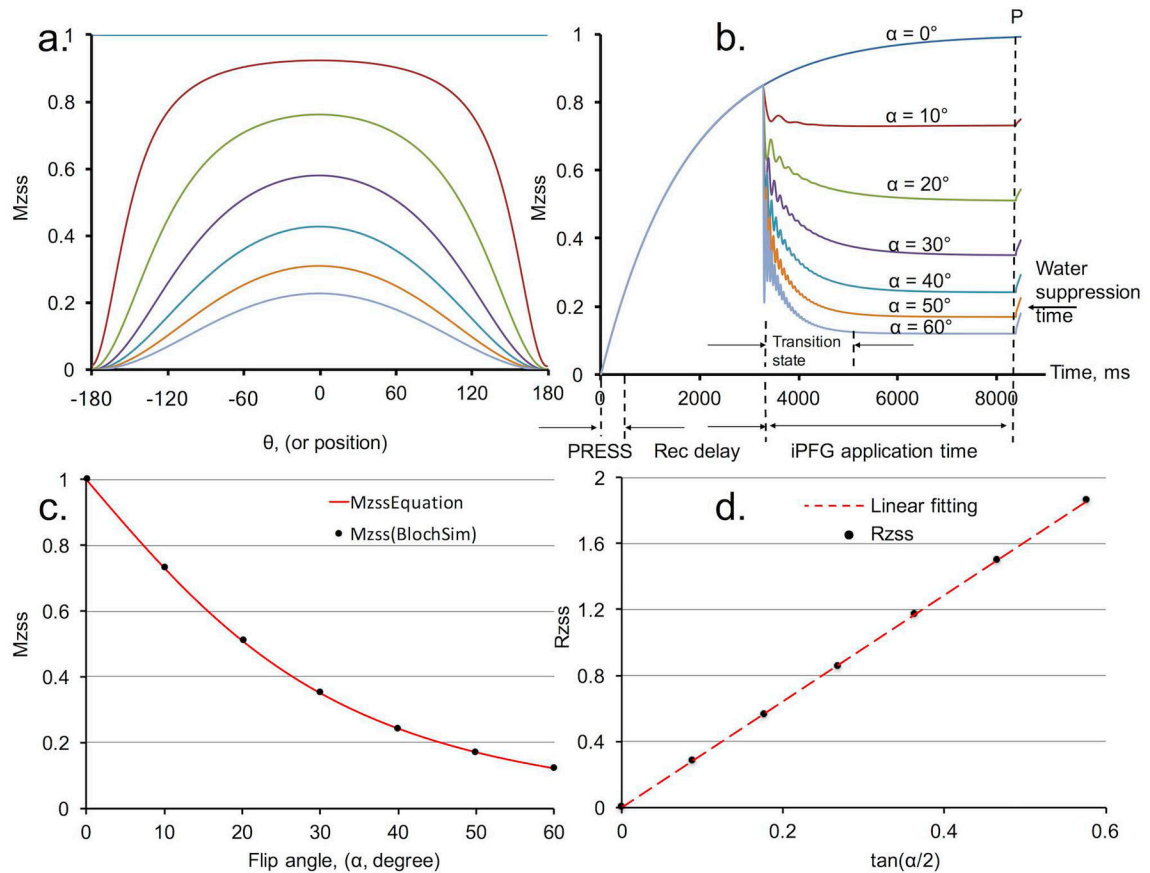 a.
1
0.8
0.6
0.4
0.2
0
Mzss
-180
-120
-60
0
60
120
180
θ, (or position)
b.
P
1
0.8
0.6
0.4
0.2
0
Mzss
α = 0°
α = 10°
α = 20°
α = 30°
α = 40°
α = 50°
α = 60°
Water
suppression
time
Transition
state
0
2000
4000
6000
8000
Time, ms
PRESS
Rec delay
iPFG application time
c.
1
0.8
0.6
0.4
0.2
0
Mzss
MzssEquation
Mzss(BlochSim)
0
10
20
30
40
50
60
Flip angle, (α, degree)
d.
2
1.6
1.2
0.8
0.4
0
Rzss
Linear fitting
Rzss
0
0.2
0.4
0.6
tan(α/2)